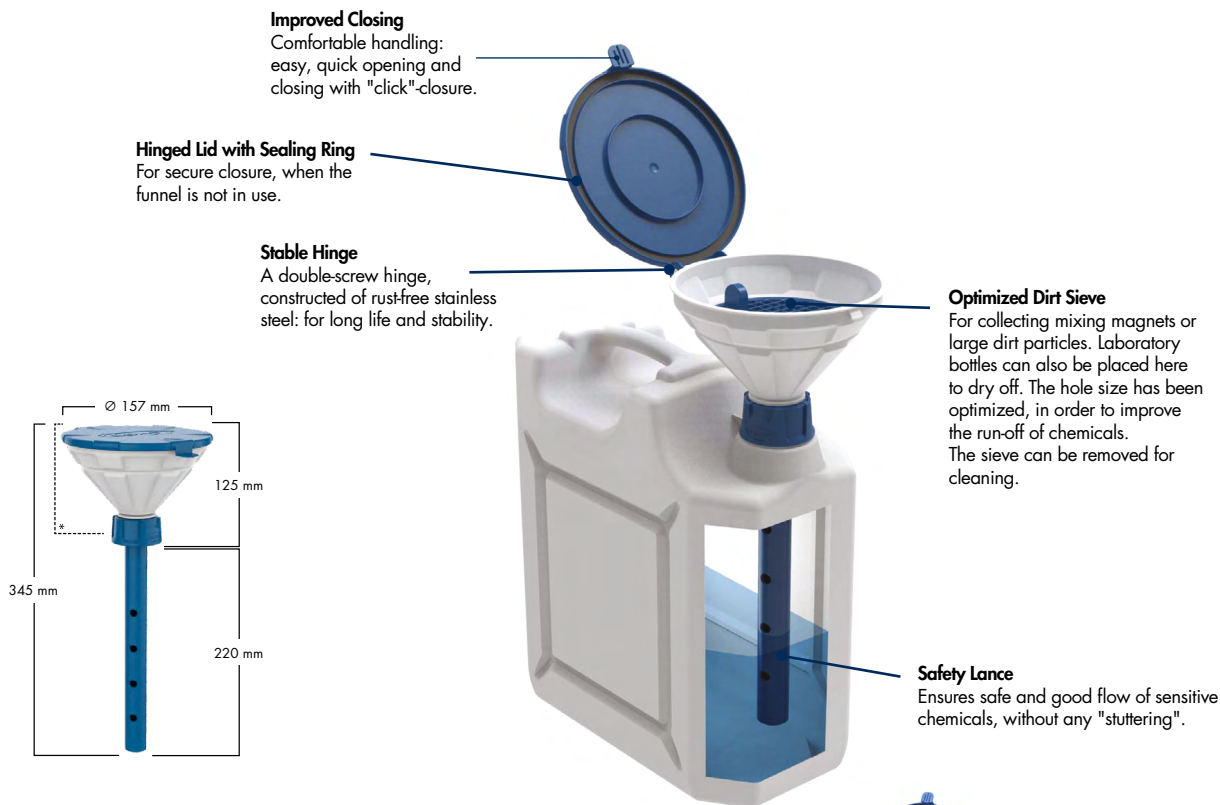 Improved Closing
Comfortable handling:
easy, quick opening and
closing with "click"-closure.
Hinged Lid with Sealing Ring
For secure closure, when the
funnel is not in use.
Stable Hinge
A double-screw hinge,
constructed of rust-free stainless
steel: for long life and stability.
Optimized Dirt Sieve
For collecting mixing magnets or
large dirt particles. Laboratory
bottles can also be placed here
to dry off. The hole size has been
optimized, in order to improve
the run-off of chemicals.
The sieve can be removed for
cleaning.
Ø 157 mm
125 mm
*
345 mm
220 mm
Safety Lance
Ensures safe and good flow of sensitive
chemicals, without any "stuttering".